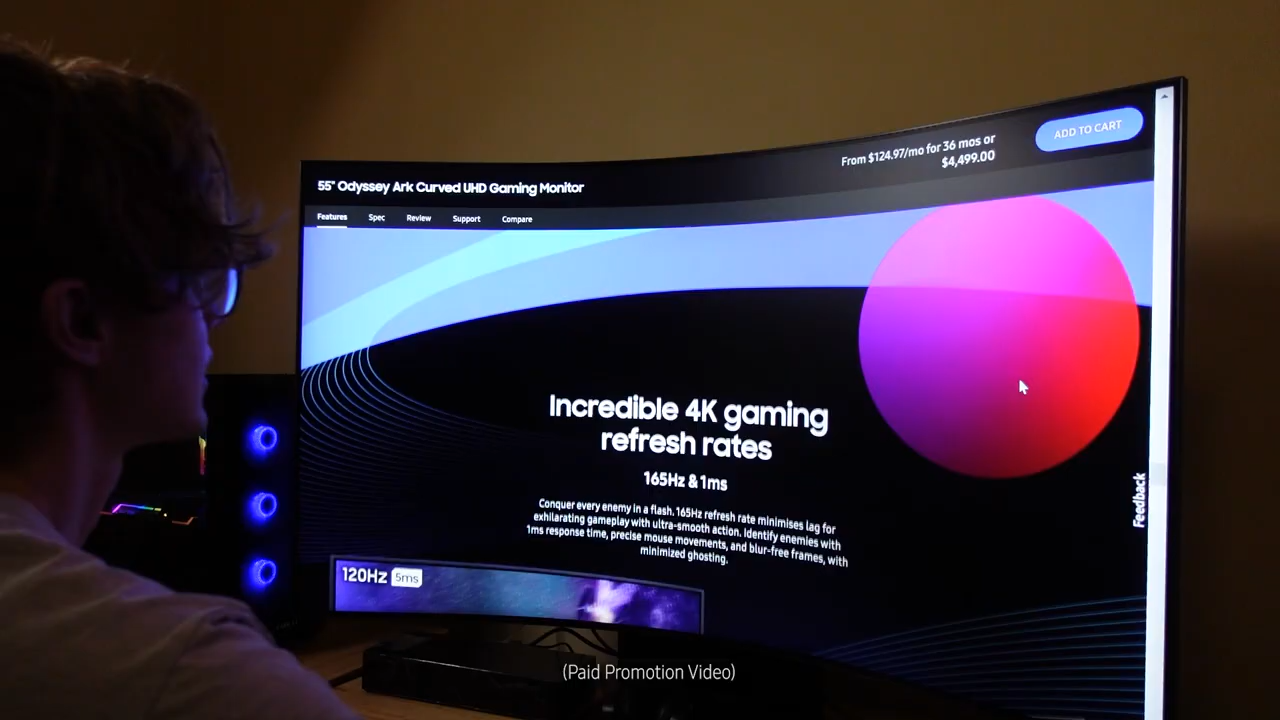 From $124.97/mo for 36 mos or
$4,499.00
ADD TO CART
55" Odyssey Ark Curved UHD Gaming Monitor
Features Spec Review Support Compare
Incredible 4K gaming
refresh rates
165Hz & 1ms
Conquer every enemy in a flash. 165Hz refresh rate minimises lag for
exhilarating gameplay with ultra-smooth action. Identify enemies with
1ms response time, precise mouse movements, and blur-free frames, with
minimized ghosting.
Feedback
120Hz 5ms
(Paid Promotion Video)